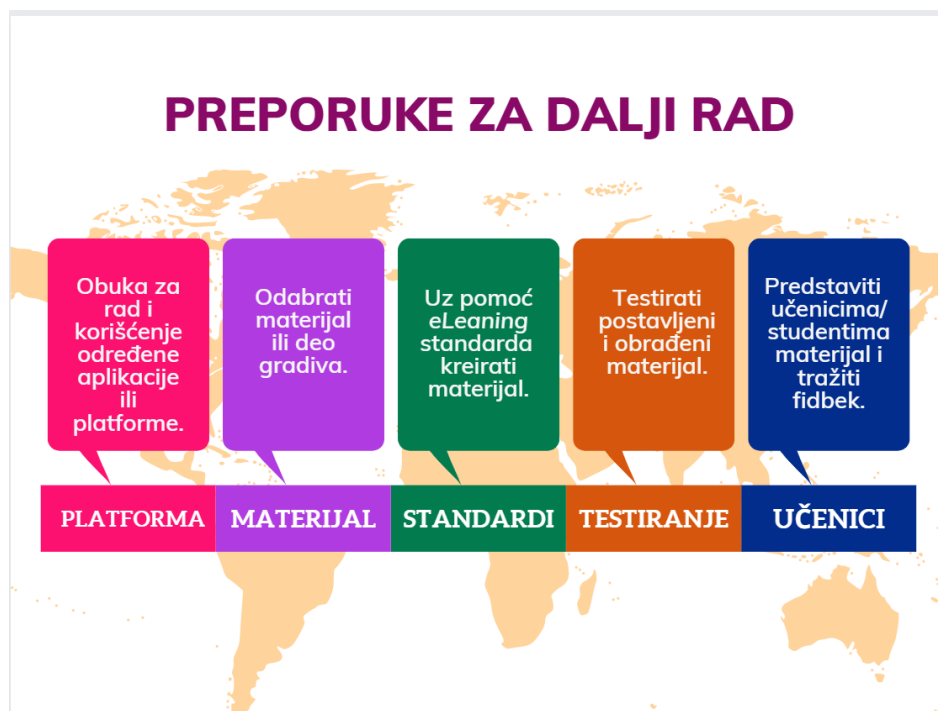 PREPORUKE ZA DALJI RAD
Obuka za
rad i
korišćenje
određene
aplikacije
ili
platforme.
Odabrati
materijal
ili deo
gradiva.
Uz pomoć
eLeaning
standarda
kreirati
materijal.
Testirati
postavljeni
i obrađeni
materijal.
Predstaviti
učenicima/
studentima
materijal i
tražiti
fidbek.
PLATFORMA
MATERIJAL
STANDARDI
TESTIRANJE
UČENICI